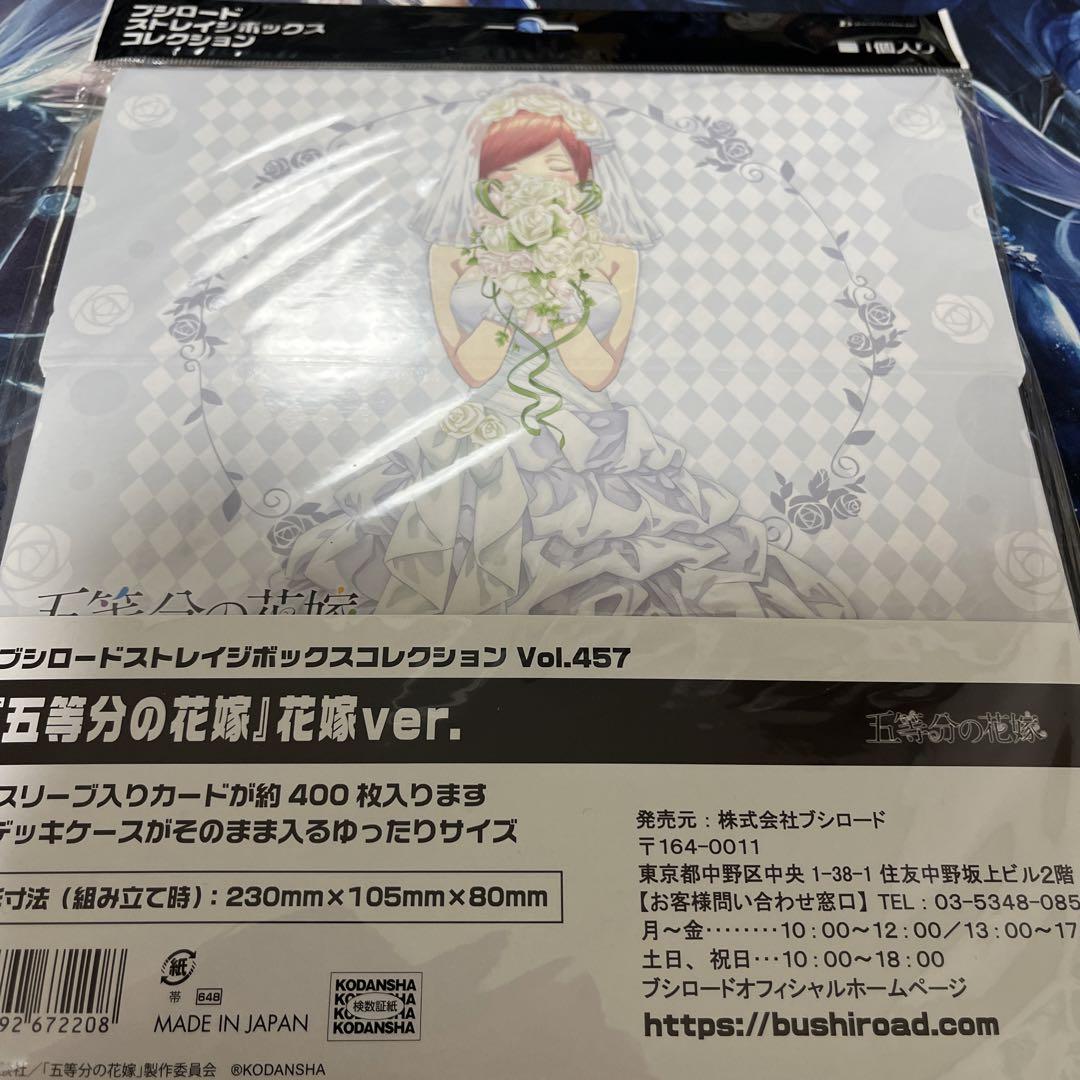 ブシロード
ストレイジボックス
コレクション
1個入り
五等分の花嫁
ブシロードストレイジボックスコレクション Vol.457
『五等分の花嫁』花嫁ver.
五等分の花嫁
スリーブ入りカードが約 400 枚入ります
デッキケースがそのまま入るゆったりサイズ
寸法（組み立て時）：230mm×105mm×80mm
発売元：株式会社ブシロード
〒164-0011
東京都中野区中央 1-38-1 住友中野坂上ビル2階
【お客様問い合わせ窓口】 TEL：03-5348-085
月～金………10：00～12：00／13：00～17
土日、祝日…10：00～18：00
ブシロードオフィシャルホームページ
https://bushiroad.com
92 672208
紙
帯 648
MADE IN JAPAN
KODANSHA
検数証紙
KODANSHA
談社／「五等分の花嫁」製作委員会 ®KODANSHA